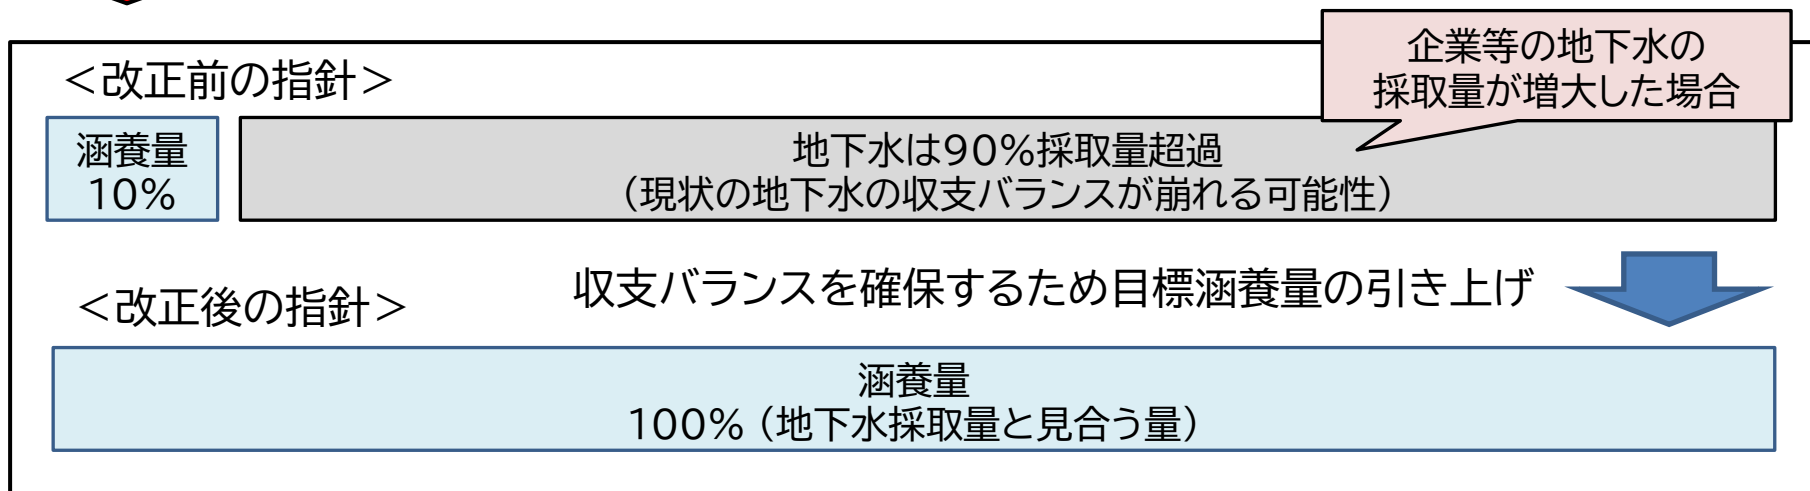 企業等の地下水の
採取量が増大した場合
＜改正前の指針＞
涵養量
10%
地下水は90%採取量超過
（現状の地下水の収支バランスが崩れる可能性）
収支バランスを確保するため目標涵養量の引き上げ
＜改正後の指針＞
涵養量
100%（地下水採取量と見合う量）